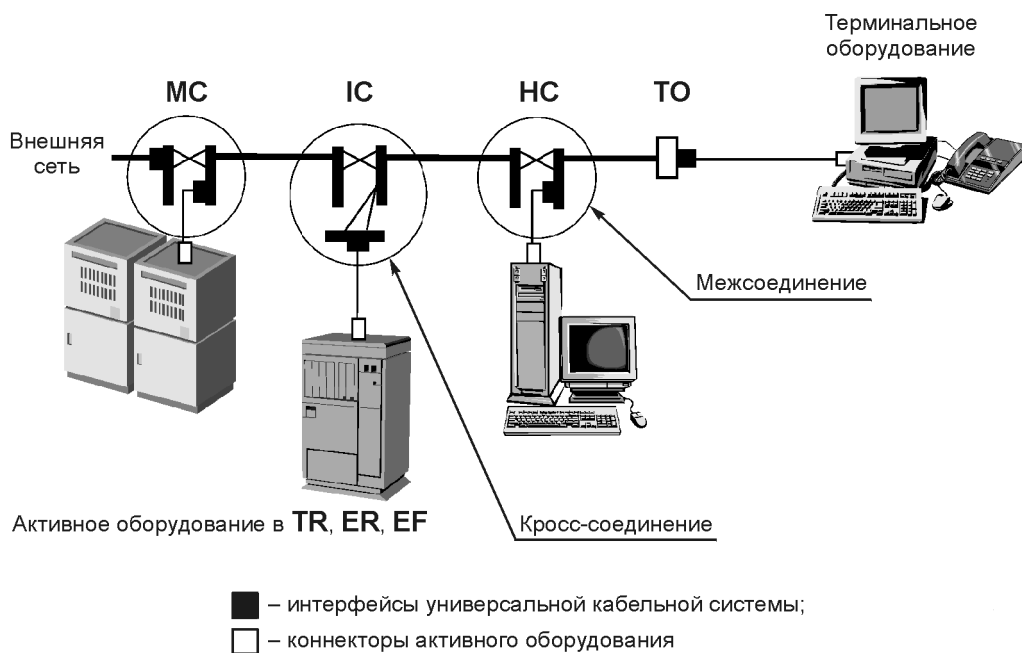 Терминальное
оборудование
MC
IC
HC
TO
Внешняя
сеть
Межсоединение
Активное оборудование в TR, ER, EF
Кросс-соединение
– интерфейсы универсальной кабельной системы;
– коннекторы активного оборудования